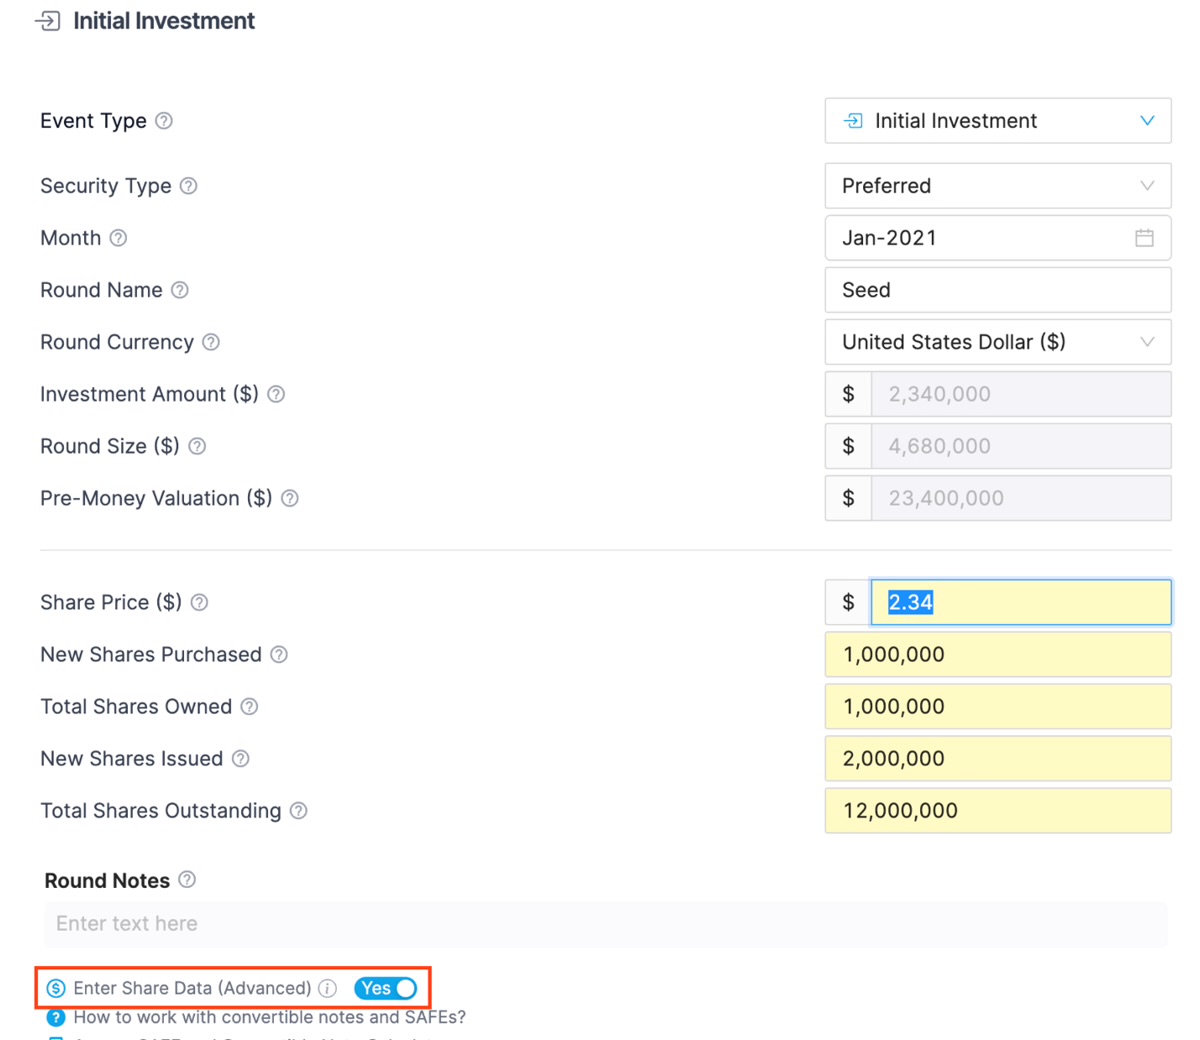 Initial Investment
Event Type
Initial Investment
Security Type
Preferred
Month
Jan-2021
Round Name
Seed
Round Currency
United States Dollar ($)
Investment Amount ($)
$ 2,340,000
Round Size ($)
$ 4,680,000
Pre-Money Valuation ($)
$ 23,400,000
Share Price ($)
$ 2.34
New Shares Purchased
1,000,000
Total Shares Owned
1,000,000
New Shares Issued
2,000,000
Total Shares Outstanding
12,000,000
Round Notes
Enter text here
Enter Share Data (Advanced) Yes
How to work with convertible notes and SAFEs?